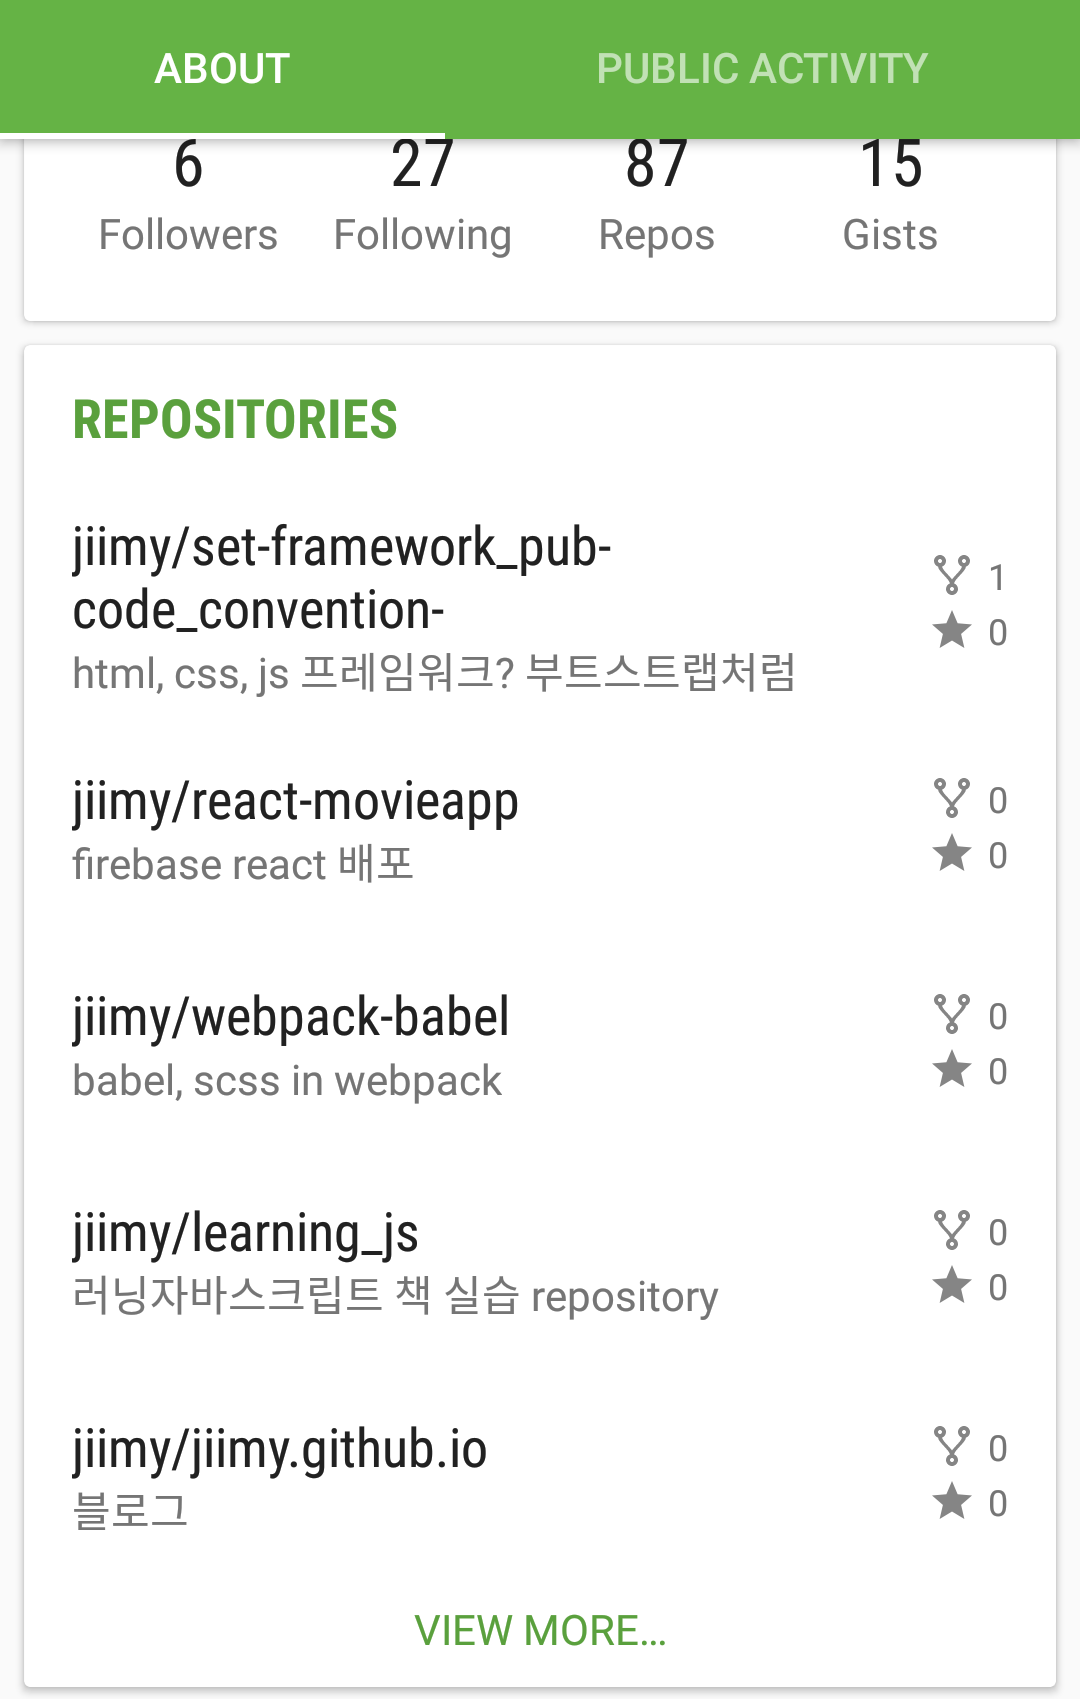 ABOUT PUBLIC ACTIVITY
6 27 87 15
Followers Following Repos Gists
REPOSITORIES
jiimy/set-framework_pub-
code_convention-
1
0
html, css, js 프레임워크? 부트스트랩처럼
jiimy/react-movieapp
0
firebase react 배포
0
jiimy/webpack-babel
0
babel, scss in webpack
0
jiimy/learning_js
0
러닝자바스크립트 책 실습 repository
0
jiimy/jiimy.github.io
0
블로그
0
VIEW MORE...